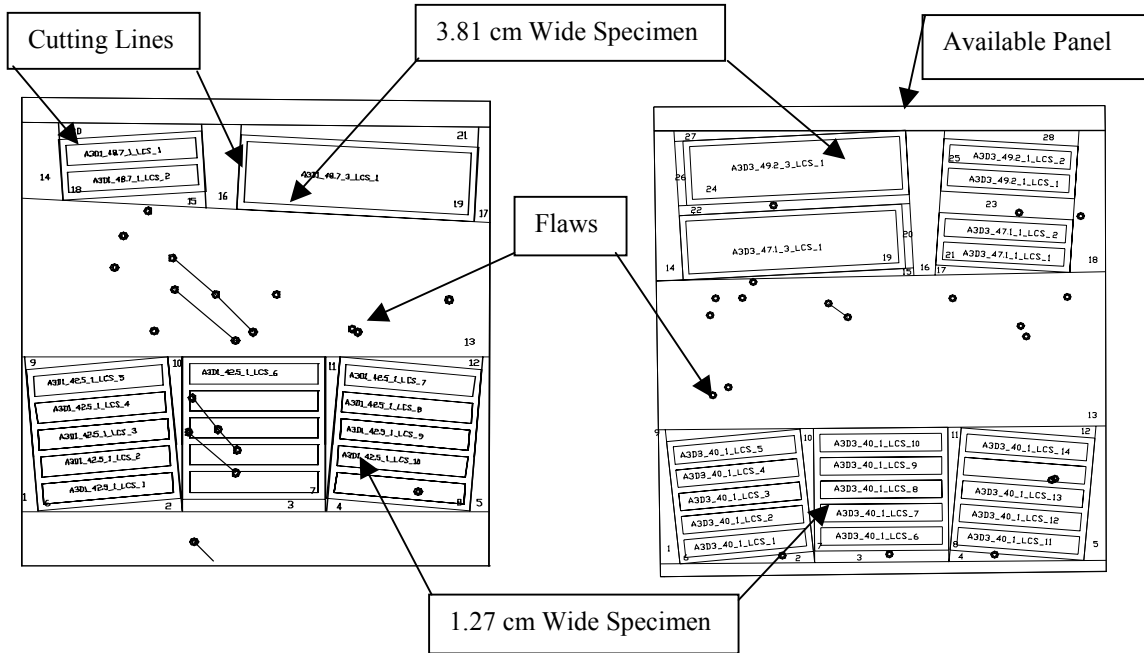 Cutting Lines
3.81 cm Wide Specimen
Available Panel
D
21
A3D1_48.7_1_LCS_1
A3D1_48.7_1_LCS_2
A3D1_48.7_3_LCS_1
14
18
15
16
19
17
Flaws
13
9
10
11
12
A3D1_42.5_1_LCS_5
A3D1_42.5_1_LCS_6
A3D1_42.5_1_LCS_7
A3D1_42.5_1_LCS_4
A3D1_42.5_1_LCS_8
A3D1_42.5_1_LCS_3
A3D1_42.5_1_LCS_9
A3D1_42.5_1_LCS_2
A3D1_42.5_1_LCS_10
A3D1_42.5_1_LCS_1
1
6
2
3
7
4
8
5
27
28
A3D3_49.2_3_LCS_1
25
A3D3_49.2_1_LCS_2
26
24
A3D3_49.2_1_LCS_1
22
23
A3D3_47.1_3_LCS_1
20
A3D3_47.1_1_LCS_2
19
21
A3D3_47.1_1_LCS_1
14
15
16
17
18
13
9
10
11
12
A3D3_40_1_LCS_5
A3D3_40_1_LCS_10
A3D3_40_1_LCS_14
A3D3_40_1_LCS_4
A3D3_40_1_LCS_9
A3D3_40_1_LCS_3
A3D3_40_1_LCS_8
A3D3_40_1_LCS_13
A3D3_40_1_LCS_2
A3D3_40_1_LCS_7
A3D3_40_1_LCS_12
A3D3_40_1_LCS_1
A3D3_40_1_LCS_6
A3D3_40_1_LCS_11
1
6
2
7
3
8
4
5
1.27 cm Wide Specimen